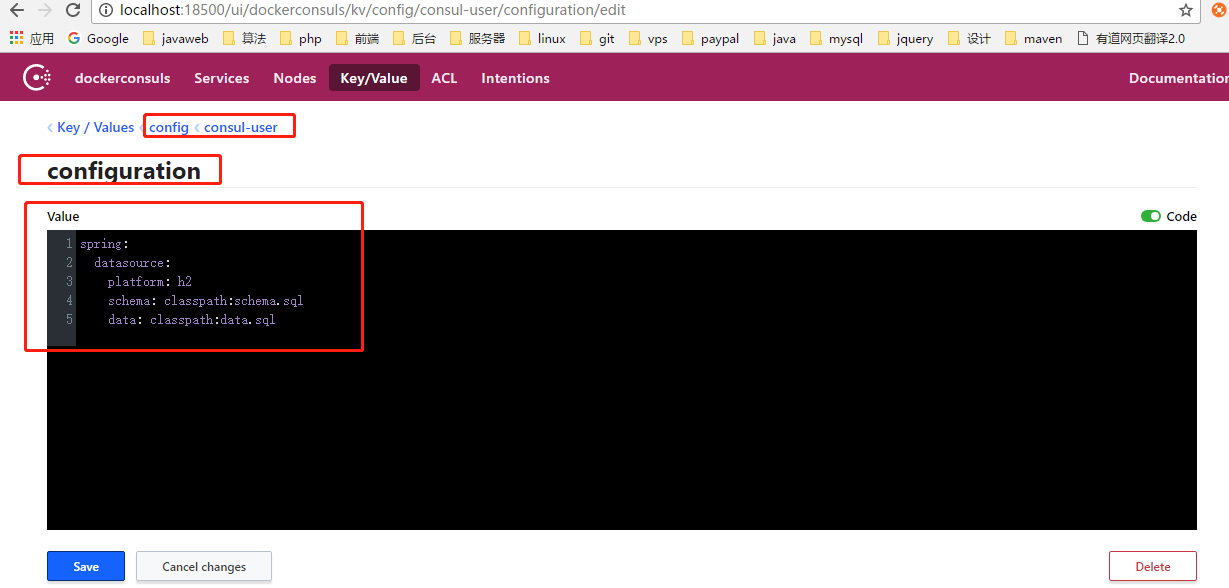 localhost:18500/ui/dockerconsuls/kv/config/consul-user/configuration/edit
应用 Google javaweb 算法 php 前端 后台 服务器 linux git vps paypal java mysql jquery 设计 maven 有道网页翻译2.0
dockerconsuls Services Nodes Key/Value ACL Intentions Documentation
< Key / Values < config < consul-user
configuration
Value Code
1 spring:
2 datasource:
3 platform: h2
4 schema: classpath:schema.sql
5 data: classpath:data.sql
Save Cancel changes Delete